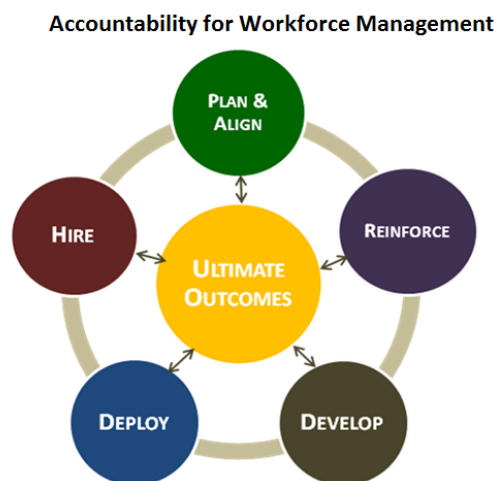 Accountability for Workforce Management
PLAN &
ALIGN
HIRE
REINFORCE
ULTIMATE
OUTCOMES
DEPLOY
DEVELOP